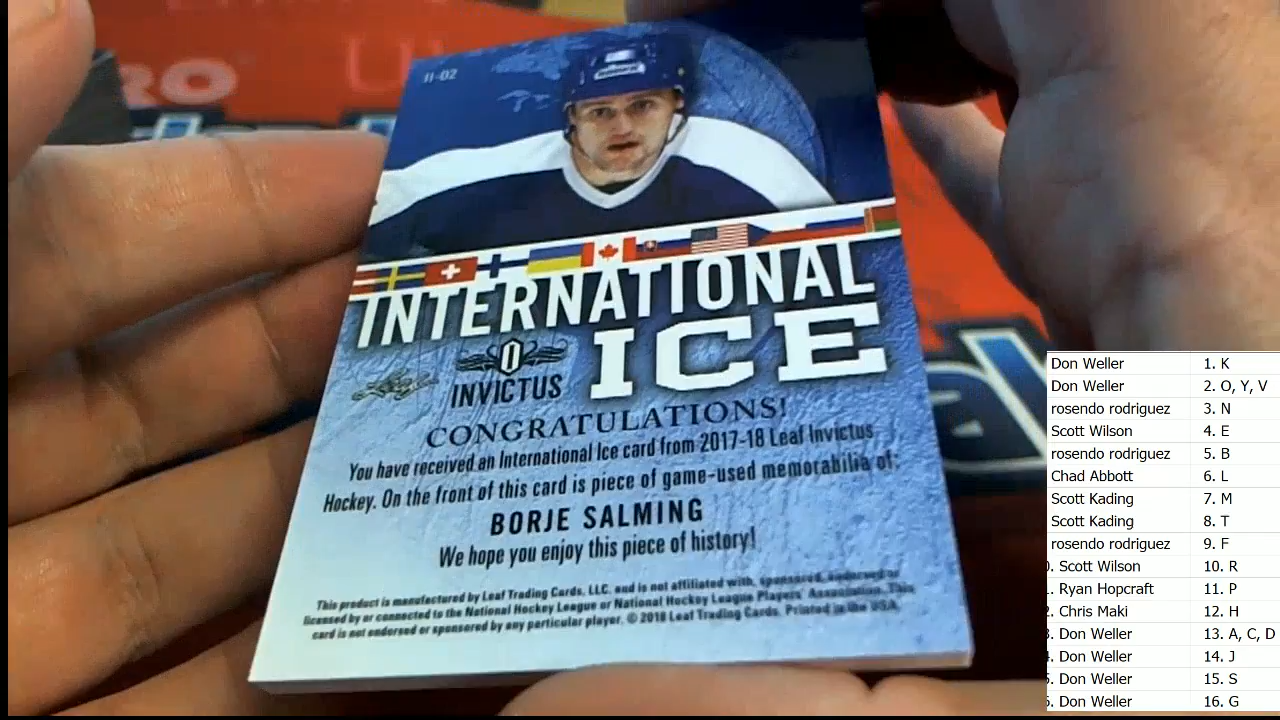 II-02
INTERNATIONAL
ICE
Leaf
INVICTUS
CONGRATULATIONS!
You have received an International Ice card from 2017-18 Leaf Invictus
Hockey. On the front of this card is piece of game-used memorabilia of:
BORJE SALMING
We hope you enjoy this piece of history!
This product is manufactured by Leaf Trading Cards, LLC. and is not affiliated with, sponsored, endorsed or
licensed by or connected to the National Hockey League or National Hockey League Players' Association. This
card is not endorsed or sponsored by any particular player. © 2018 Leaf Trading Cards. Printed in the USA.
RO
Don Weller 1. K
Don Weller 2. O, Y, V
rosendo rodriguez 3. N
Scott Wilson 4. E
rosendo rodriguez 5. B
Chad Abbott 6. L
Scott Kading 7. M
Scott Kading 8. T
rosendo rodriguez 9. F
Scott Wilson 10. R
Ryan Hopcraft 11. P
Chris Maki 12. H
Don Weller 13. A, C, D
Don Weller 14. J
Don Weller 15. S
Don Weller 16. G